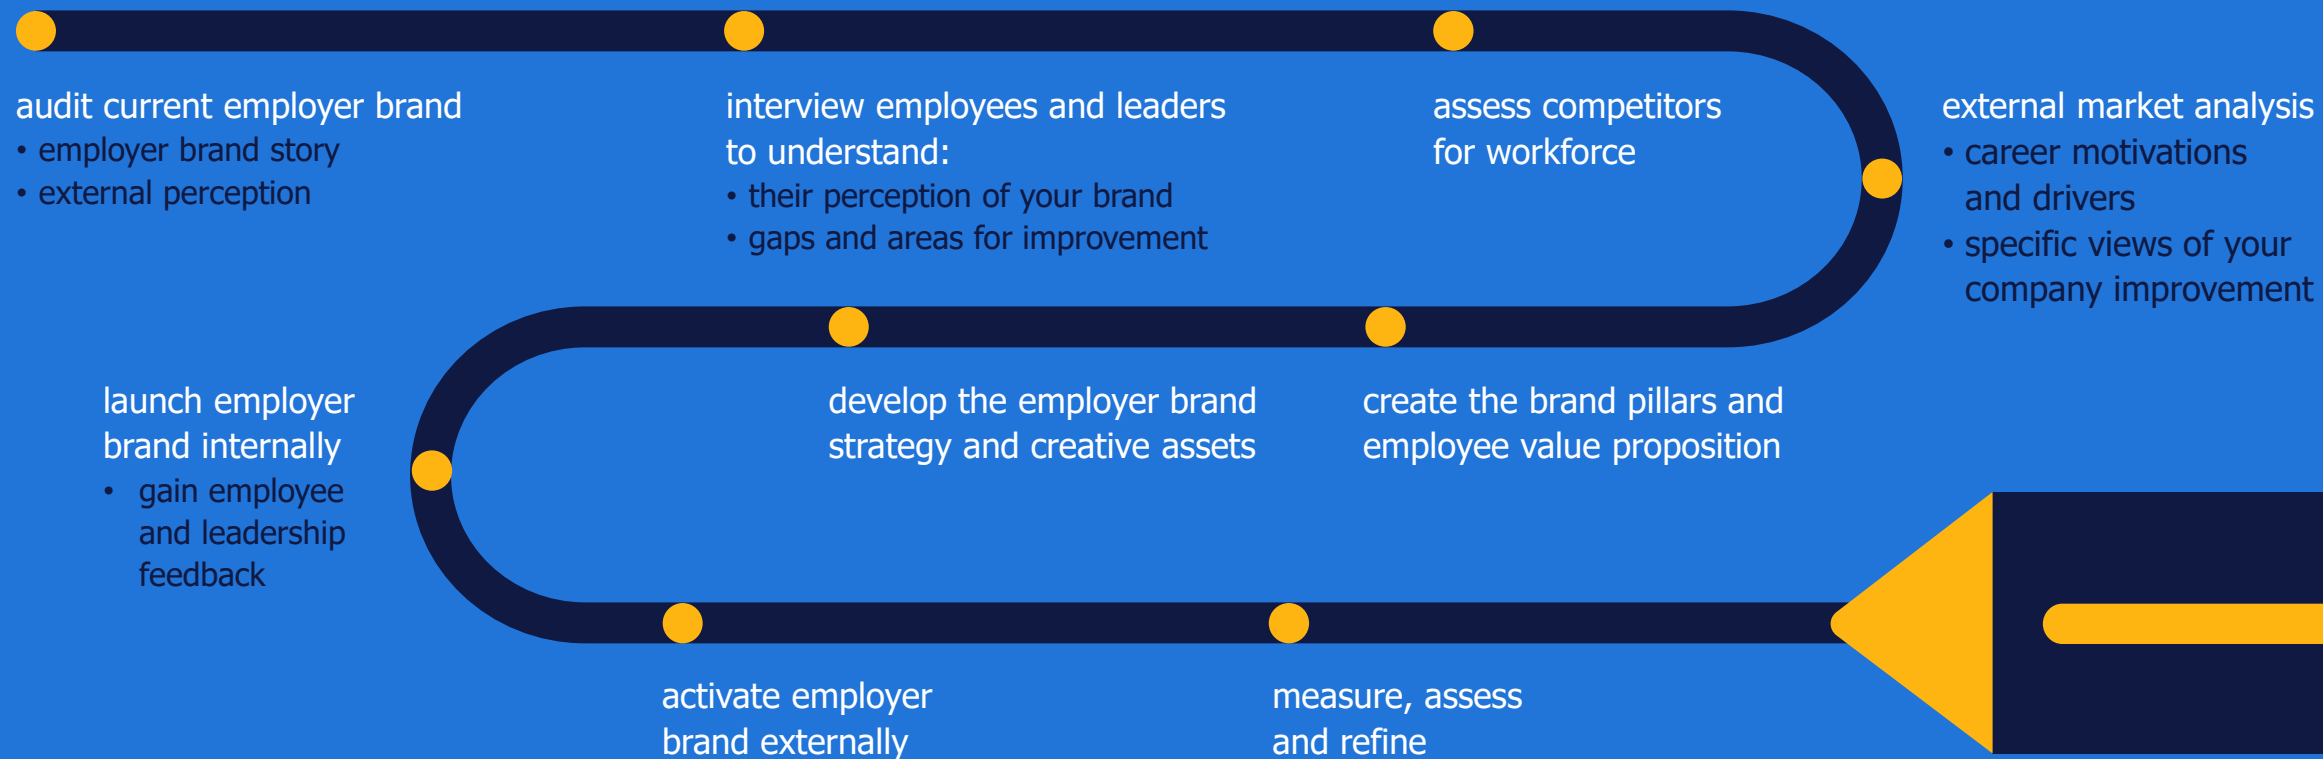 audit current employer brand
• employer brand story
• external perception
interview employees and leaders
to understand:
• their perception of your brand
• gaps and areas for improvement
assess competitors
for workforce
external market analysis
• career motivations
and drivers
• specific views of your
company improvement
create the brand pillars and
employee value proposition
develop the employer brand
strategy and creative assets
launch employer
brand internally
• gain employee
and leadership
feedback
activate employer
brand externally
measure, assess
and refine